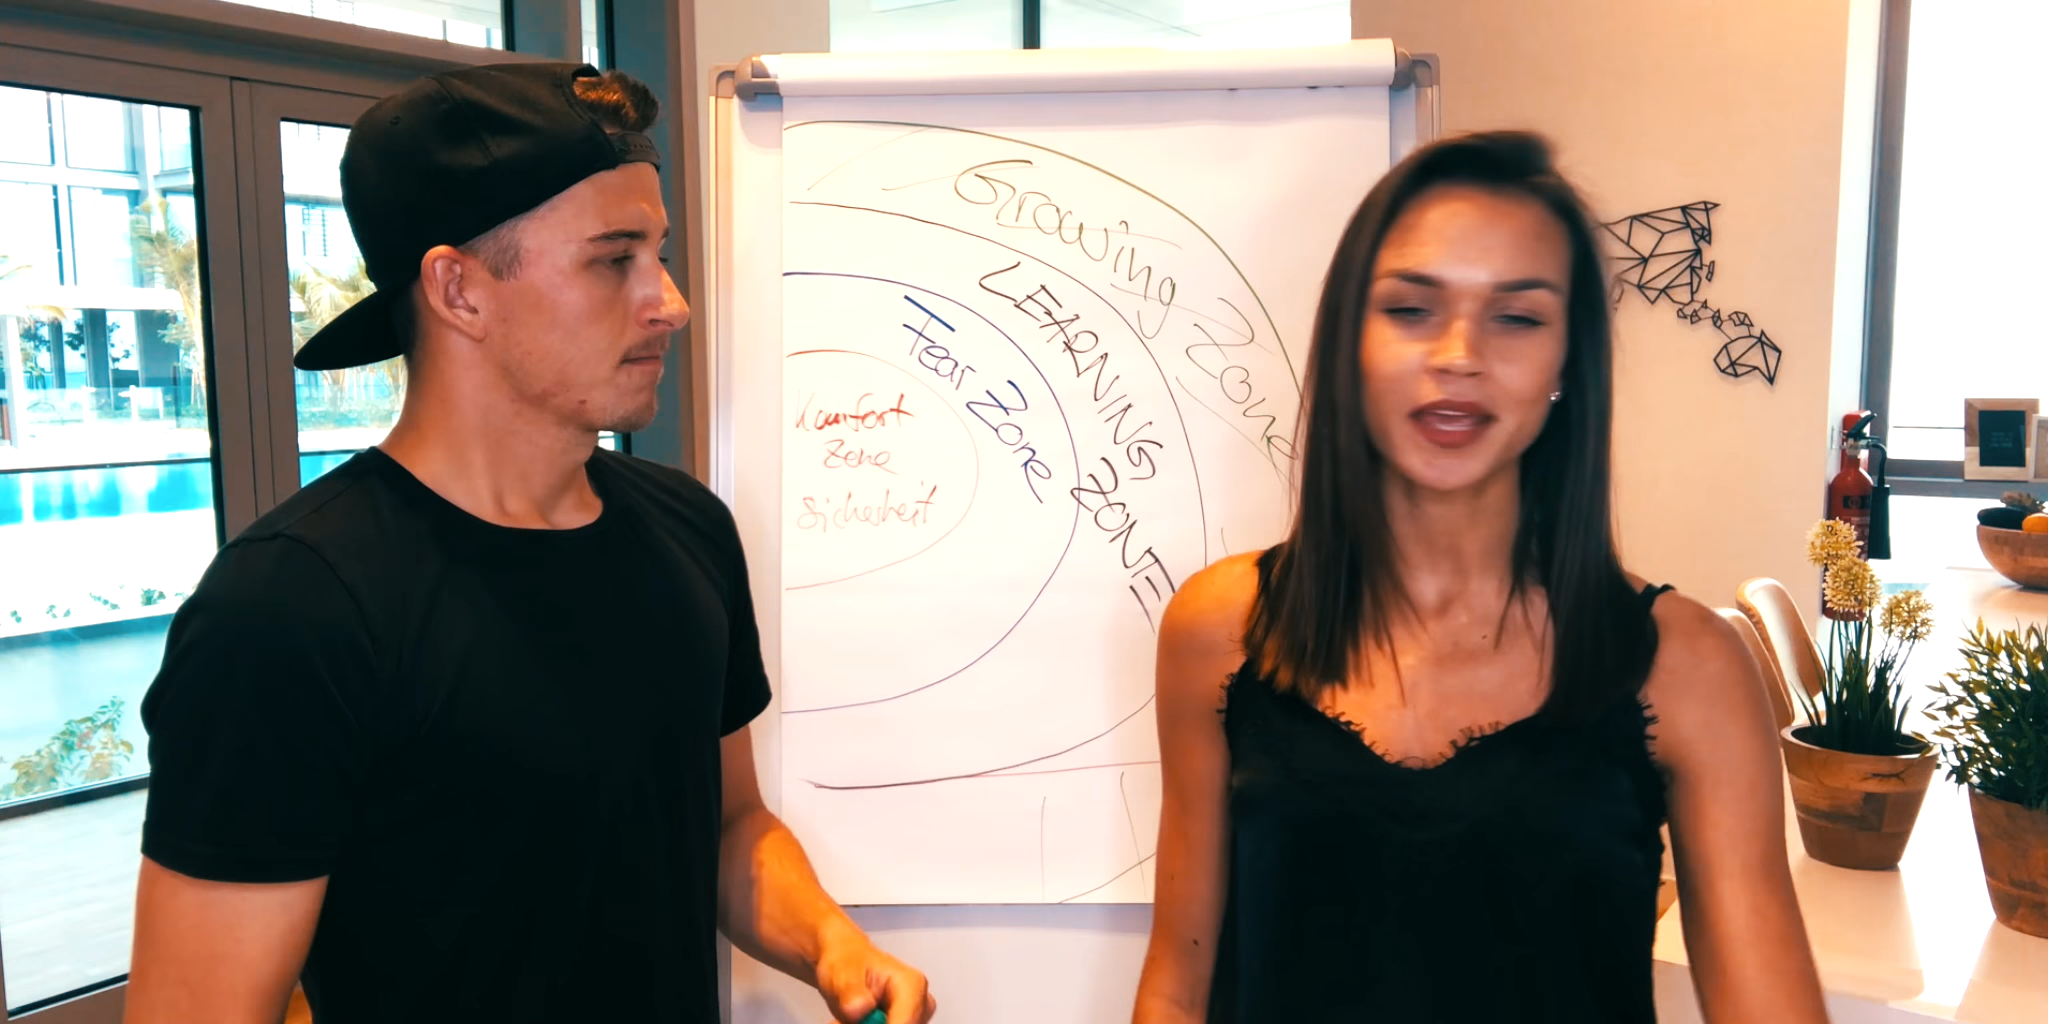 Growing Zone
LEARNING ZONE
Fear Zone
Komfort
Zone
Sicherheit